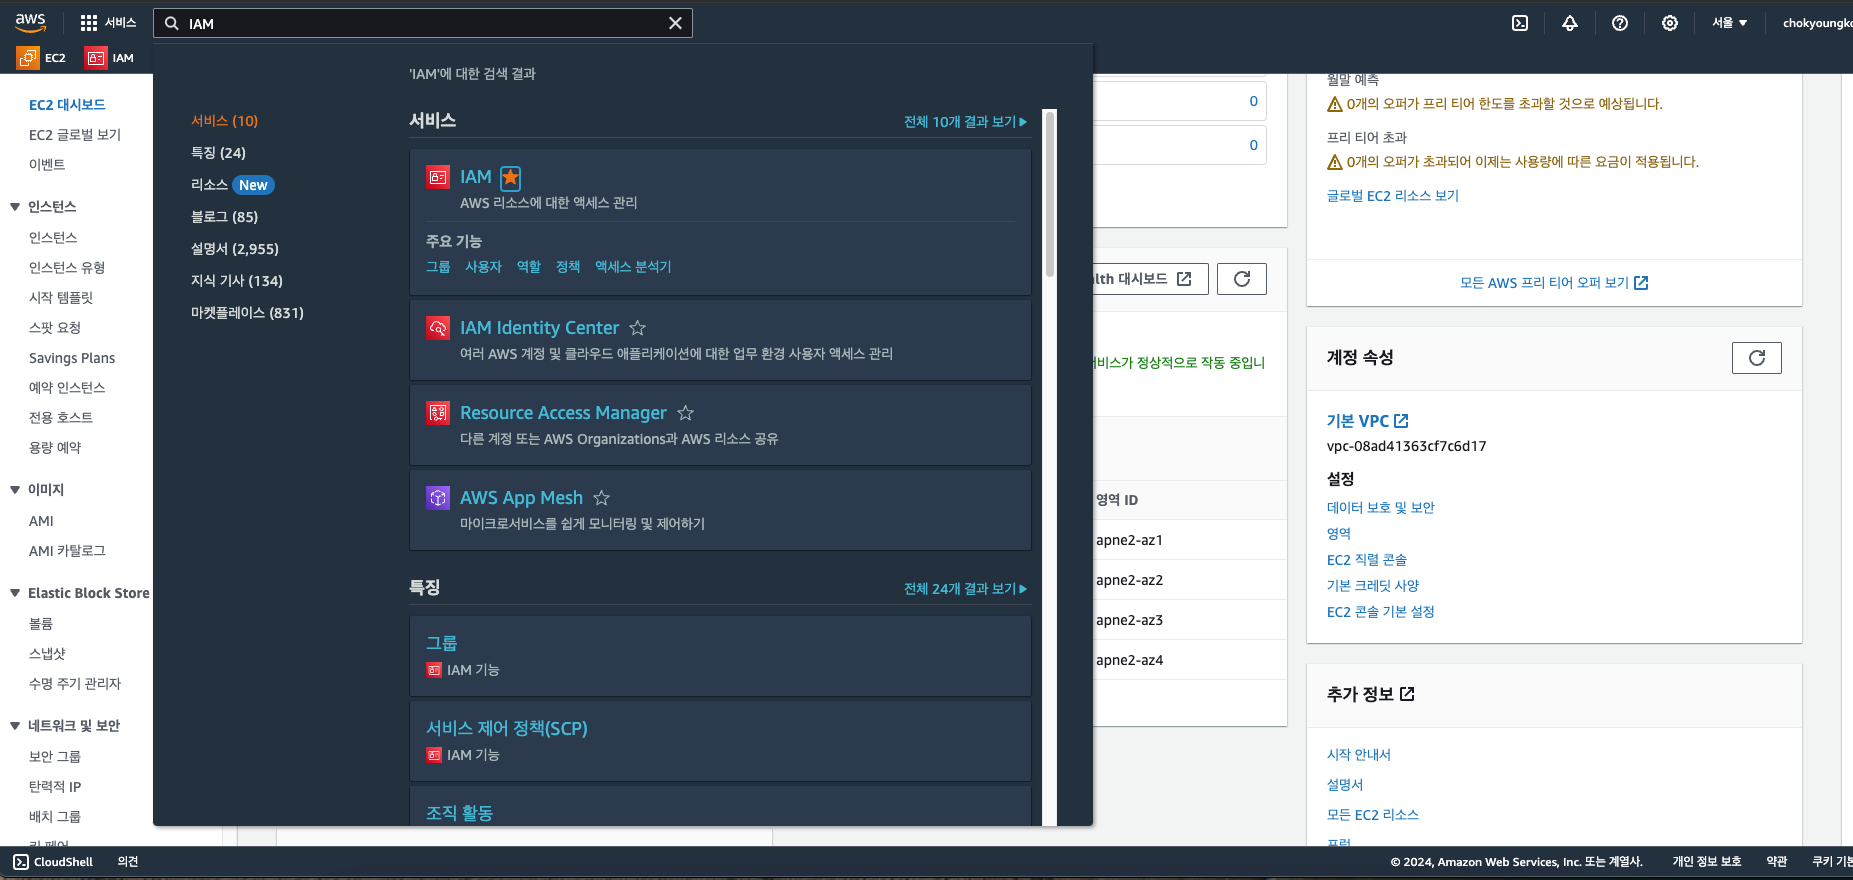 aws
서비스
IAM
서울
chokyoungko
EC2
IAM
EC2 대시보드
EC2 글로벌 보기
이벤트
인스턴스
인스턴스
인스턴스 유형
시작 템플릿
스팟 요청
Savings Plans
예약 인스턴스
전용 호스트
용량 예약
이미지
AMI
AMI 카탈로그
Elastic Block Store
볼륨
스냅샷
수명 주기 관리자
네트워크 및 보안
보안 그룹
탄력적 IP
배치 그룹
'IAM'에 대한 검색 결과
서비스 (10)
특징 (24)
리소스 New
블로그 (85)
설명서 (2,955)
지식 기사 (134)
마켓플레이스 (831)
서비스
전체 10개 결과 보기
IAM
AWS 리소스에 대한 액세스 관리
주요 기능
그룹 사용자 역할 정책 액세스 분석기
IAM Identity Center
여러 AWS 계정 및 클라우드 애플리케이션에 대한 업무 환경 사용자 액세스 관리
Resource Access Manager
다른 계정 또는 AWS Organizations과 AWS 리소스 공유
AWS App Mesh
마이크로서비스를 쉽게 모니터링 및 제어하기
특징
전체 24개 결과 보기
그룹
IAM 기능
서비스 제어 정책(SCP)
IAM 기능
조직 활동
0
0
alth 대시보드
서비스가 정상적으로 작동 중입니
영역 ID
apne2-az1
apne2-az2
apne2-az3
apne2-az4
월말 예측
0개의 오퍼가 프리 티어 한도를 초과할 것으로 예상됩니다.
프리 티어 초과
0개의 오퍼가 초과되어 이제는 사용량에 따른 요금이 적용됩니다.
글로벌 EC2 리소스 보기
모든 AWS 프리 티어 오퍼 보기
계정 속성
기본 VPC
vpc-08ad41363cf7c6d17
설정
데이터 보호 및 보안
영역
EC2 직렬 콘솔
기본 크레딧 사양
EC2 콘솔 기본 설정
추가 정보
시작 안내서
설명서
모든 EC2 리소스
포럼
CloudShell
의견
© 2024, Amazon Web Services, Inc. 또는 계열사.
개인 정보 보호
약관
쿠키 기본